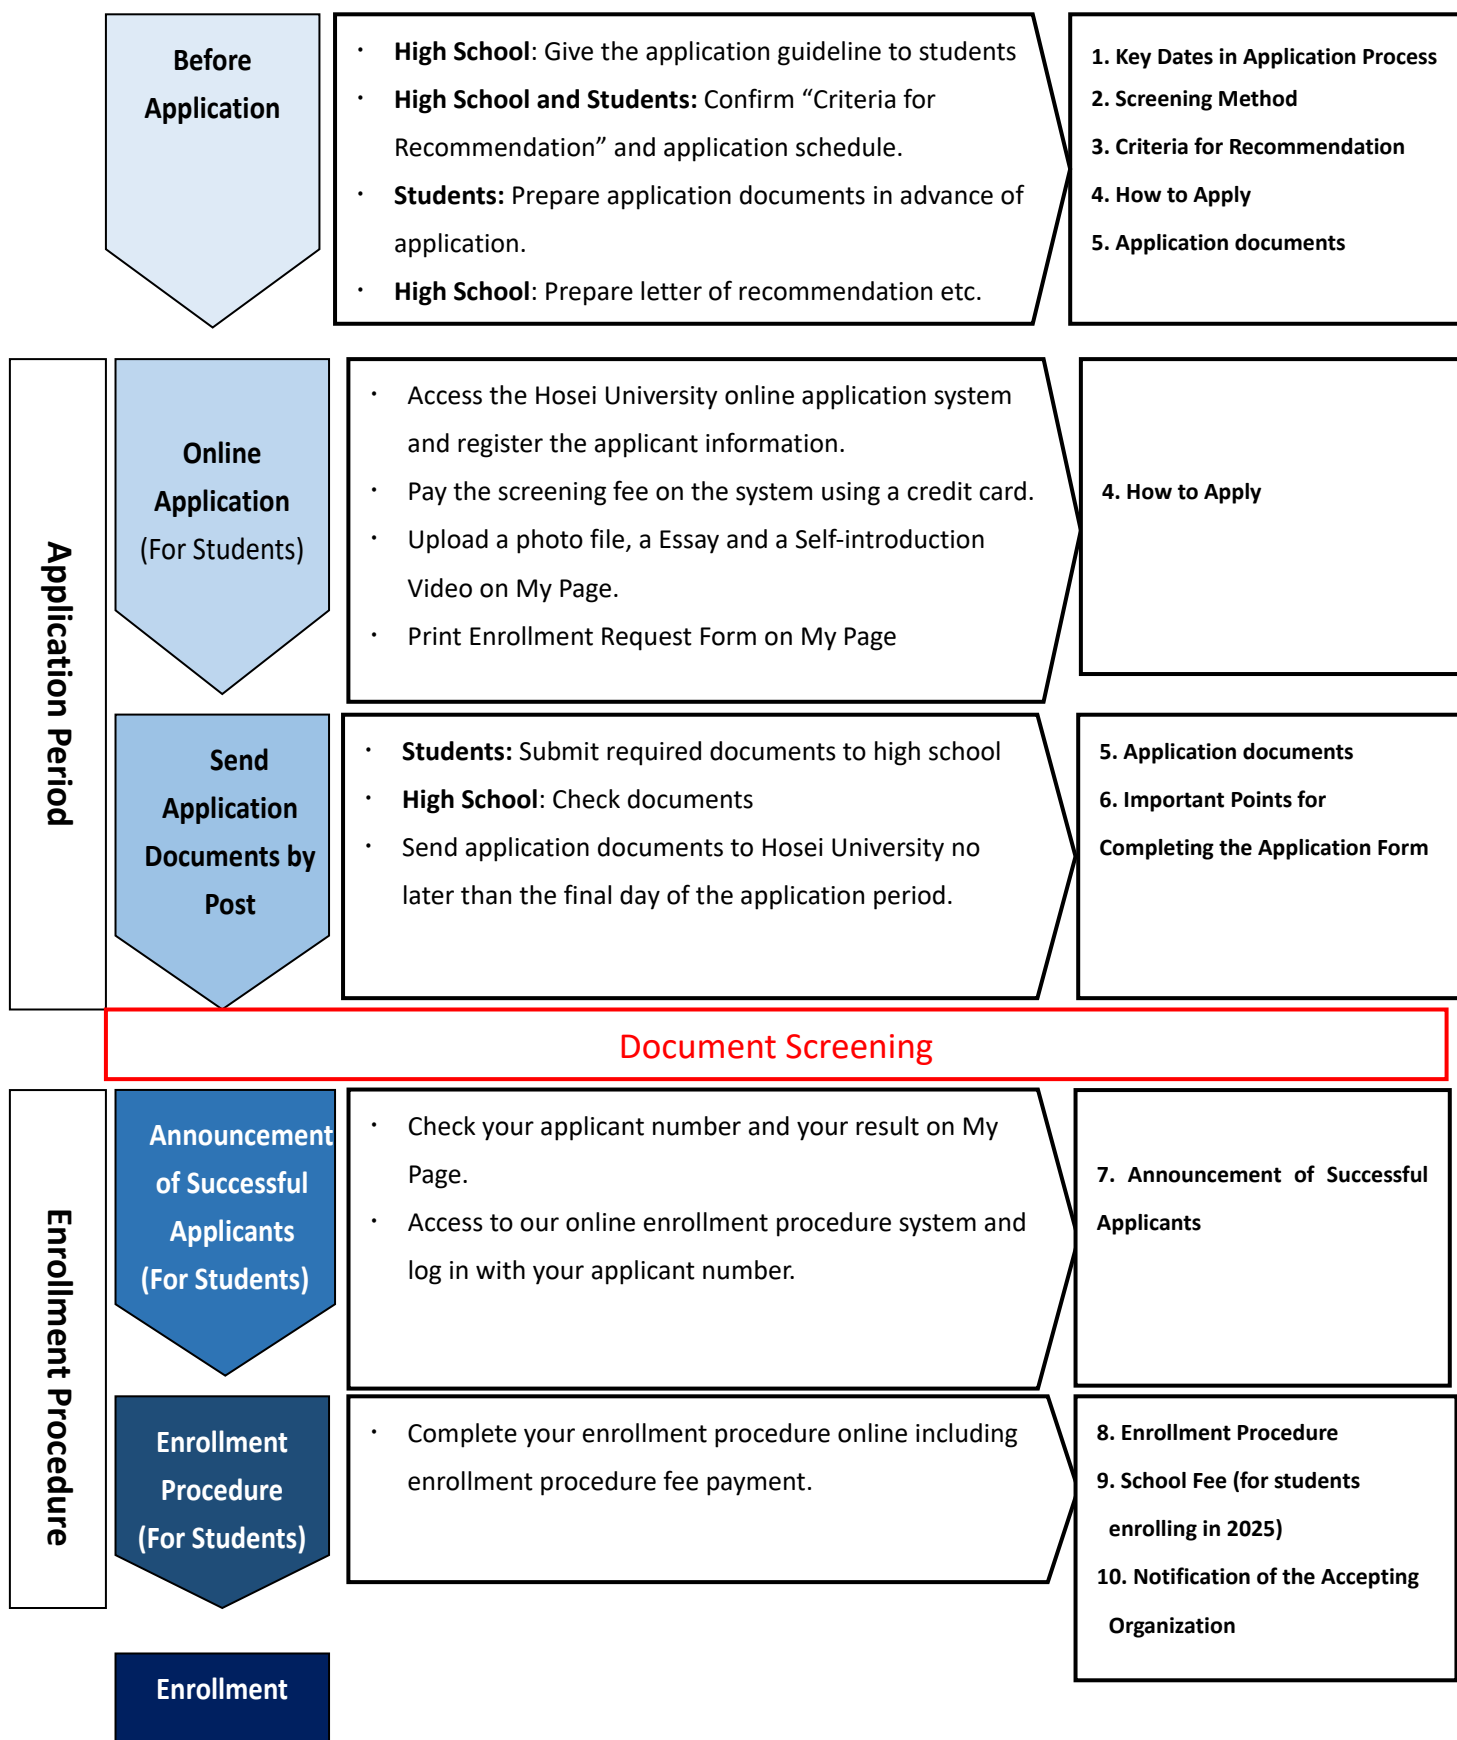 Before
Application
・ High School: Give the application guideline to students
・ High School and Students: Confirm “Criteria for
Recommendation” and application schedule.
・ Students: Prepare application documents in advance of
application.
・ High School: Prepare letter of recommendation etc.
1. Key Dates in Application Process
2. Screening Method
3. Criteria for Recommendation
4. How to Apply
5. Application documents
Application Period
Online
Application
(For Students)
・ Access the Hosei University online application system
and register the applicant information.
・ Pay the screening fee on the system using a credit card.
・ Upload a photo file, a Essay and a Self-introduction
Video on My Page.
・ Print Enrollment Request Form on My Page
4. How to Apply
Send
Application
Documents by
Post
・ Students: Submit required documents to high school
・ High School: Check documents
・ Send application documents to Hosei University no
later than the final day of the application period.
5. Application documents
6. Important Points for
Completing the Application Form
Document Screening
Enrollment Procedure
Announcement
of Successful
Applicants
(For Students)
・ Check your applicant number and your result on My
Page.
・ Access to our online enrollment procedure system and
log in with your applicant number.
7. Announcement of Successful
Applicants
Enrollment
Procedure
(For Students)
・ Complete your enrollment procedure online including
enrollment procedure fee payment.
8. Enrollment Procedure
9. School Fee (for students
enrolling in 2025)
10. Notification of the Accepting
Organization
Enrollment